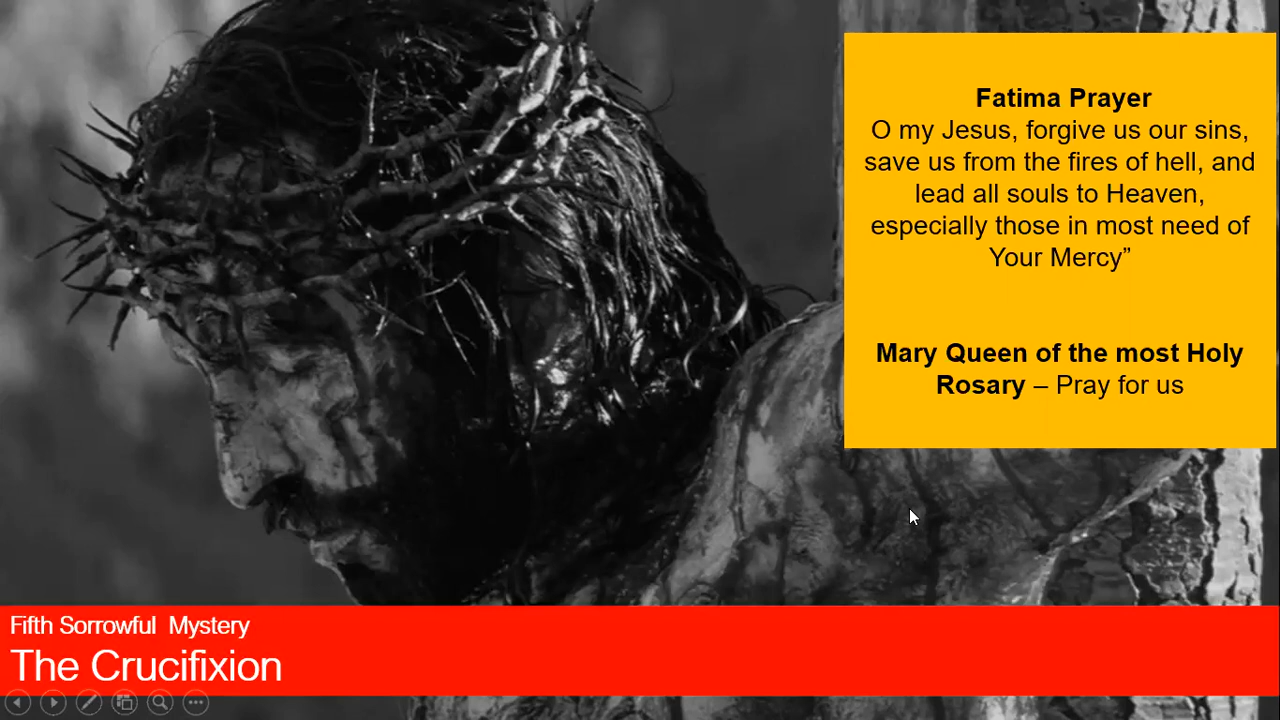 Fatima Prayer
O my Jesus, forgive us our sins,
save us from the fires of hell, and
lead all souls to Heaven,
especially those in most need of
Your Mercy”
Mary Queen of the most Holy
Rosary – Pray for us
Fifth Sorrowful  Mystery
The Crucifixion